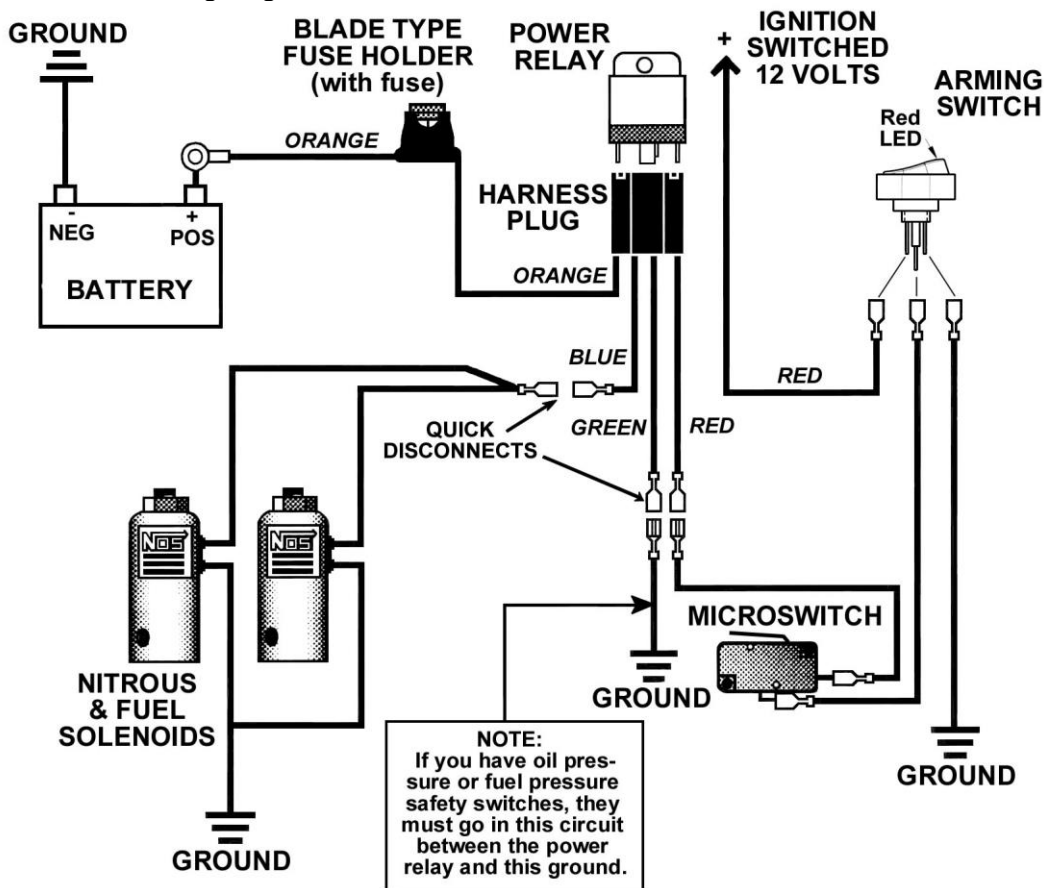 GROUND
BLADE TYPE
FUSE HOLDER
(with fuse)
POWER
RELAY
+
IGNITION
SWITCHED
12 VOLTS
ARMING
SWITCH
Red
LED
ORANGE
HARNESS
PLUG
-
NEG
+
POS
BATTERY
ORANGE
BLUE
RED
QUICK
DISCONNECTS
GREEN
RED
NOS
NOS
MICROSWITCH
GROUND
NITROUS
& FUEL
SOLENOIDS
GROUND
GROUND
NOTE:
If you have oil pres-
sure or fuel pressure
safety switches, they
must go in this circuit
between the power
relay and this ground.